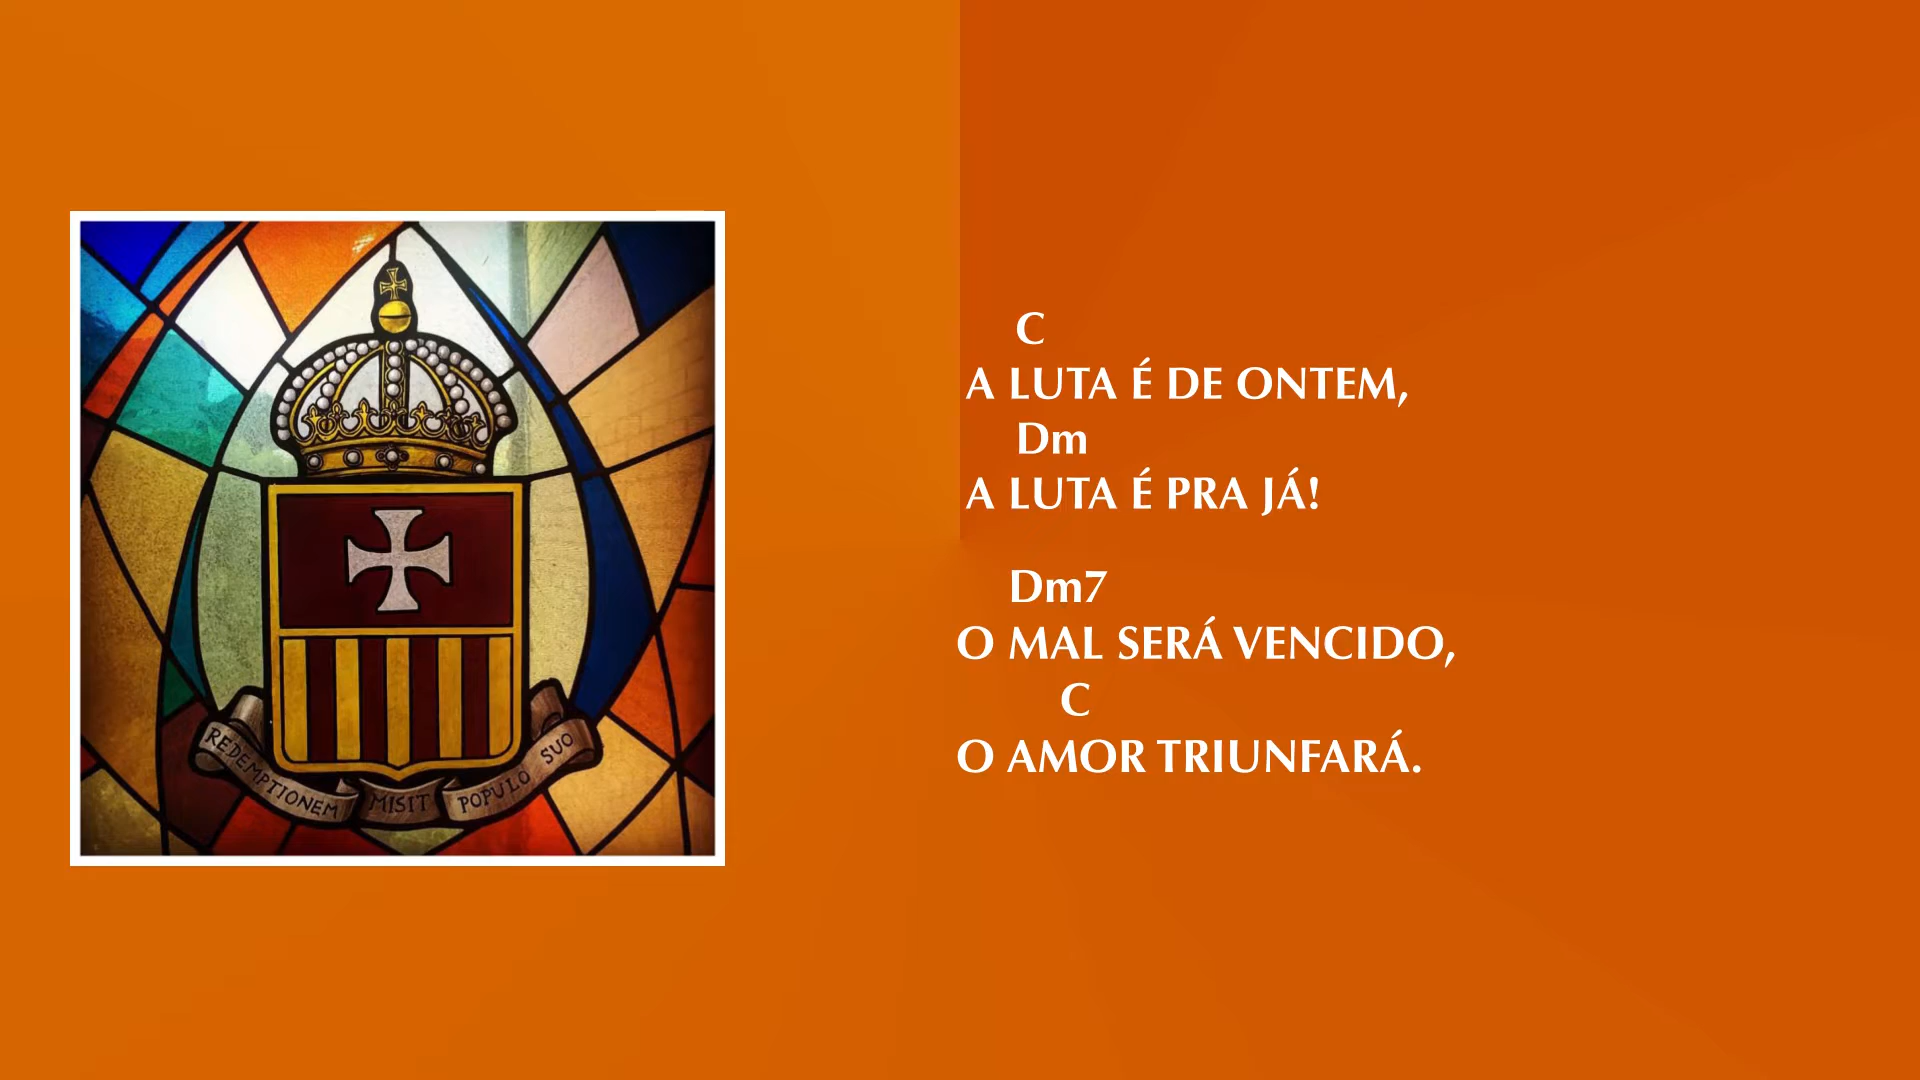 REDEMPTIONEM MISIT POPULO SUO
C
A LUTA É DE ONTEM,
Dm
A LUTA É PRA JÁ!
Dm7
O MAL SERÁ VENCIDO,
C
O AMOR TRIUNFARÁ.